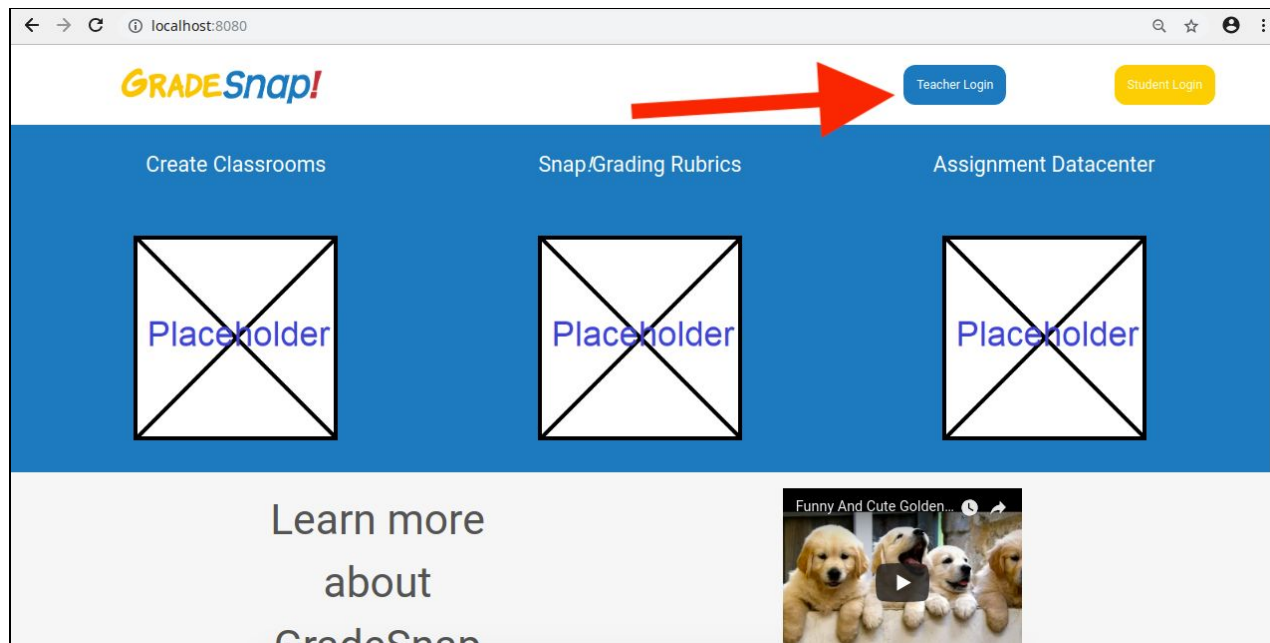 localhost:8080
GRADESnap!
Teacher Login
Student Login
Create Classrooms
Snap!Grading Rubrics
Assignment Datacenter
Placeholder
Placeholder
Placeholder
Learn more
about
GradeSnap
Funny And Cute Golden...